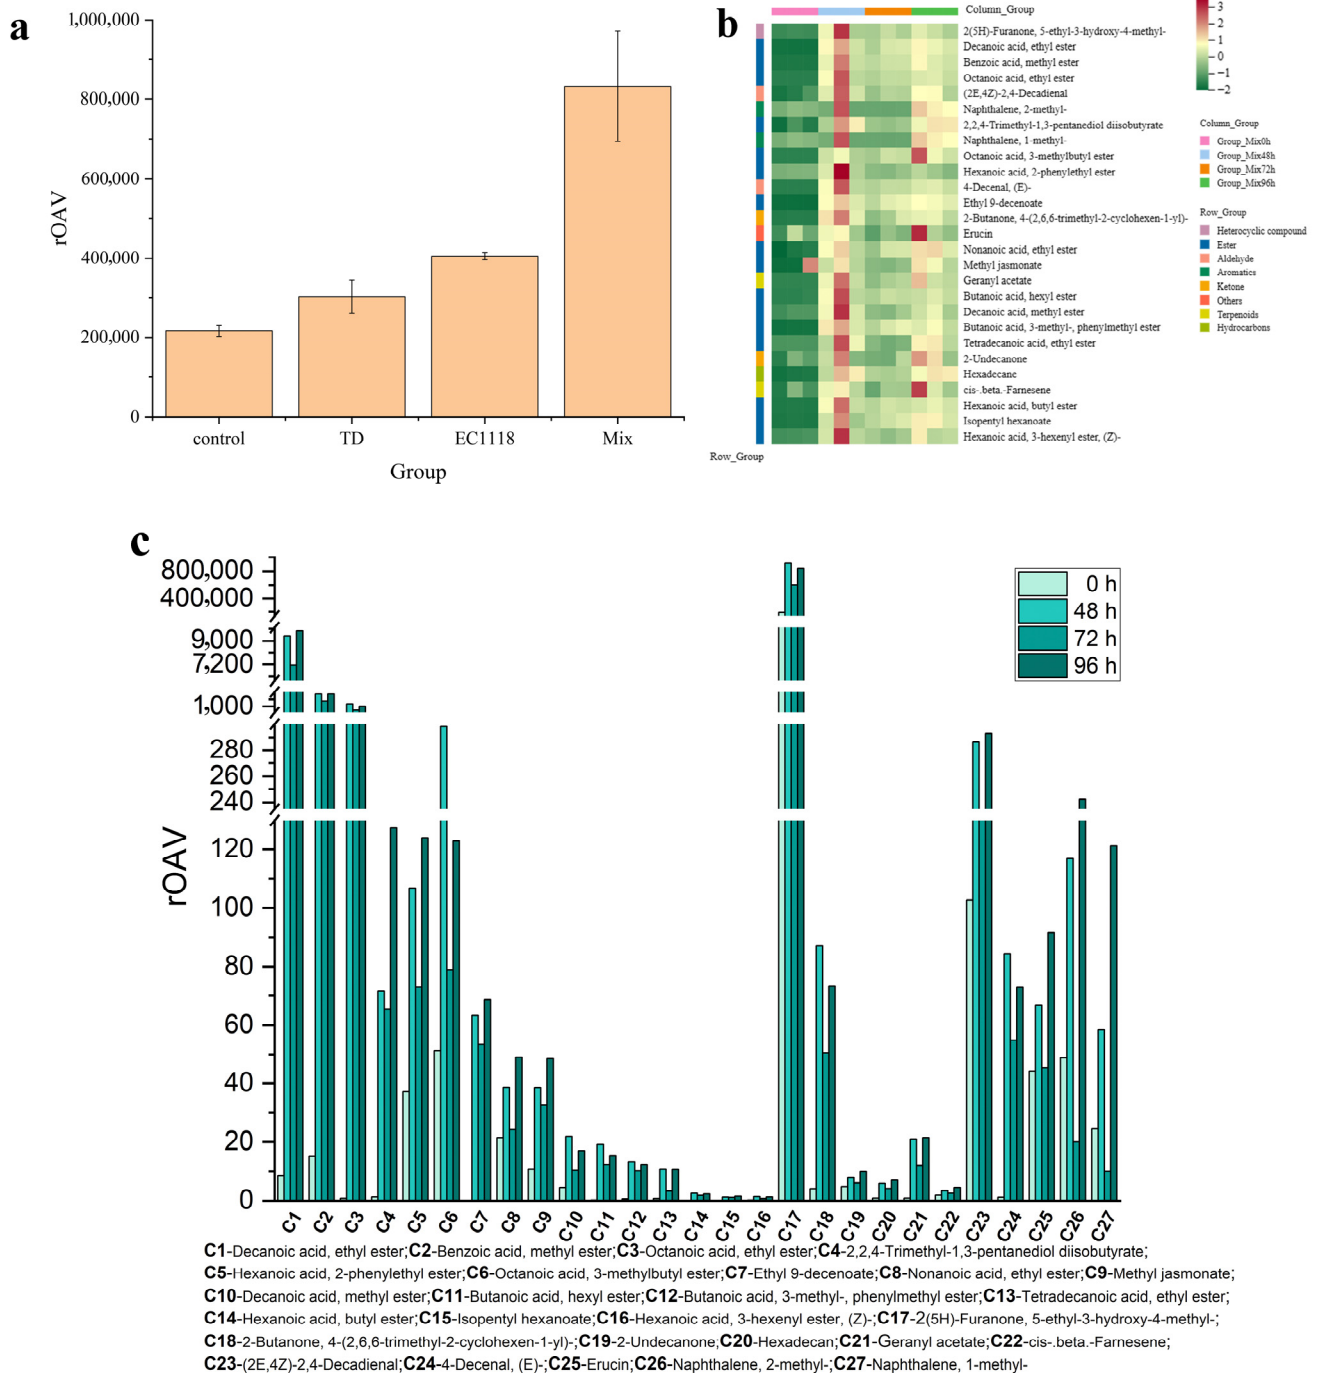 a
1,000,000
800,000
600,000
400,000
200,000
0
rOAV
control TD EC1118 Mix
Group
b
Column_Group
2(5H)-Furanone, 5-ethyl-3-hydroxy-4-methyl-
Decanoic acid, ethyl ester
Benzoic acid, methyl ester
Octanoic acid, ethyl ester
(2E,4Z)-2,4-Decadienal
Naphthalene, 2-methyl-
2,2,4-Trimethyl-1,3-pentanediol diisobutyrate
Naphthalene, 1-methyl-
Octanoic acid, 3-methylbutyl ester
Hexanoic acid, 2-phenylethyl ester
4-Decenal, (E)-
Ethyl 9-decenoate
2-Butanone, 4-(2,6,6-trimethyl-2-cyclohexen-1-yl)-
Erucin
Nonanoic acid, ethyl ester
Methyl jasmonate
Geranyl acetate
Butanoic acid, hexyl ester
Decanoic acid, methyl ester
Butanoic acid, 3-methyl-, phenylmethyl ester
Tetradecanoic acid, ethyl ester
2-Undecanone
Hexadecane
cis-.beta.-Farnesene
Hexanoic acid, butyl ester
Isopentyl hexanoate
Hexanoic acid, 3-hexenyl ester, (Z)-
Row_Group
3
2
1
0
−1
−2
Column_Group
Group_Mix0h
Group_Mix48h
Group_Mix72h
Group_Mix96h
Row_Group
Heterocyclic compound
Ester
Aldehyde
Aromatics
Ketone
Others
Terpenoids
Hydrocarbons
c
800,000
400,000
9,000
7,200
1,000
280
260
240
120
100
80
60
40
20
0
rOAV
0 h
48 h
72 h
96 h
C1 C2 C3 C4 C5 C6 C7 C8 C9 C10 C11 C12 C13 C14 C15 C16 C17 C18 C19 C20 C21 C22 C23 C24 C25 C26 C27
C1-Decanoic acid, ethyl ester;C2-Benzoic acid, methyl ester;C3-Octanoic acid, ethyl ester;C4-2,2,4-Trimethyl-1,3-pentanediol diisobutyrate;
C5-Hexanoic acid, 2-phenylethyl ester;C6-Octanoic acid, 3-methylbutyl ester;C7-Ethyl 9-decenoate;C8-Nonanoic acid, ethyl ester;C9-Methyl jasmonate;
C10-Decanoic acid, methyl ester;C11-Butanoic acid, hexyl ester;C12-Butanoic acid, 3-methyl-, phenylmethyl ester;C13-Tetradecanoic acid, ethyl ester;
C14-Hexanoic acid, butyl ester;C15-Isopentyl hexanoate;C16-Hexanoic acid, 3-hexenyl ester, (Z)-;C17-2(5H)-Furanone, 5-ethyl-3-hydroxy-4-methyl-;
C18-2-Butanone, 4-(2,6,6-trimethyl-2-cyclohexen-1-yl)-;C19-2-Undecanone;C20-Hexadecan;C21-Geranyl acetate;C22-cis-.beta.-Farnesene;
C23-(2E,4Z)-2,4-Decadienal;C24-4-Decenal, (E)-;C25-Erucin;C26-Naphthalene, 2-methyl-;C27-Naphthalene, 1-methyl-